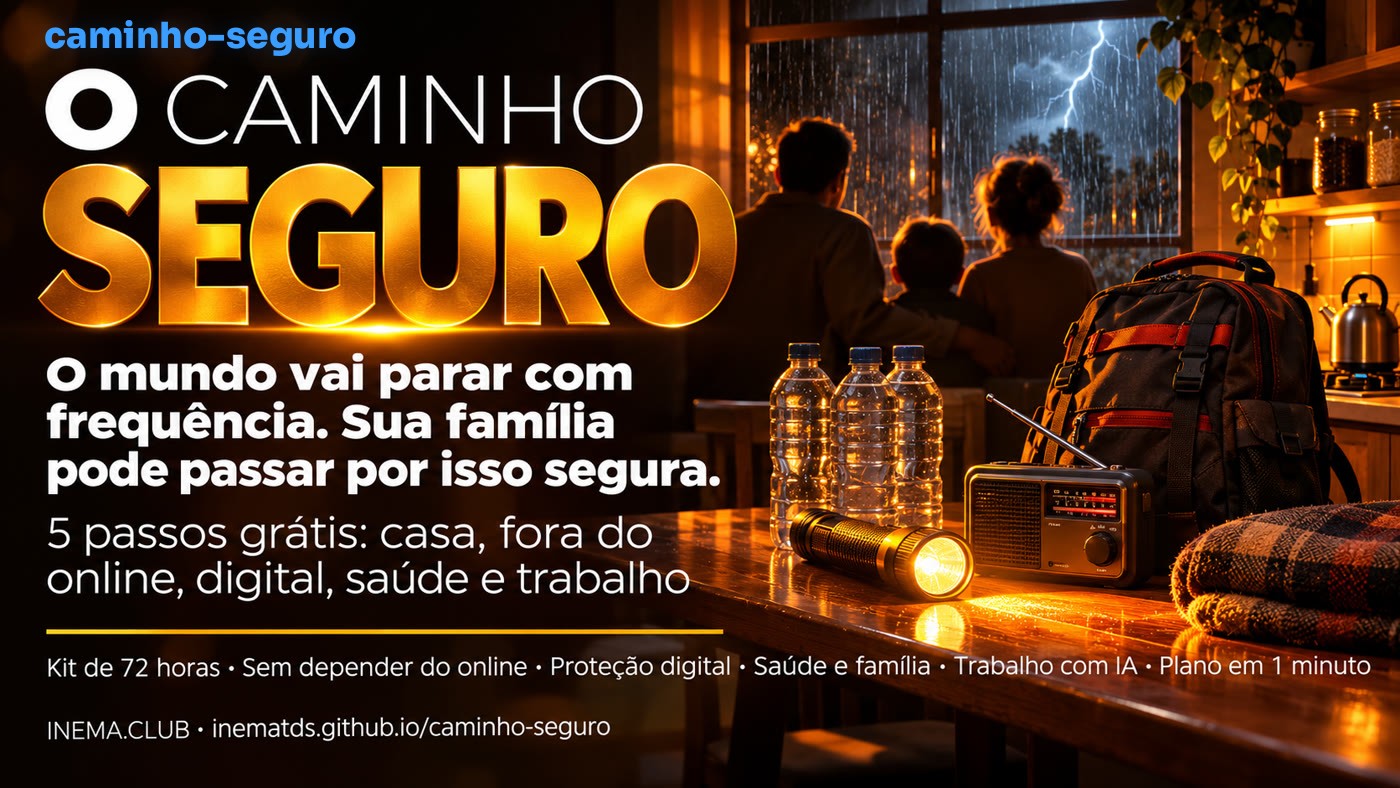 caminho-seguro
O CAMINHO
SEGURO
O mundo vai parar com
frequência. Sua família
pode passar por isso segura.
5 passos grátis: casa, fora do
online, digital, saúde e trabalho
Kit de 72 horas • Sem depender do online • Proteção digital • Saúde e família • Trabalho com IA • Plano em 1 minuto
INEMA.CLUB • inematds.github.io/caminho-seguro